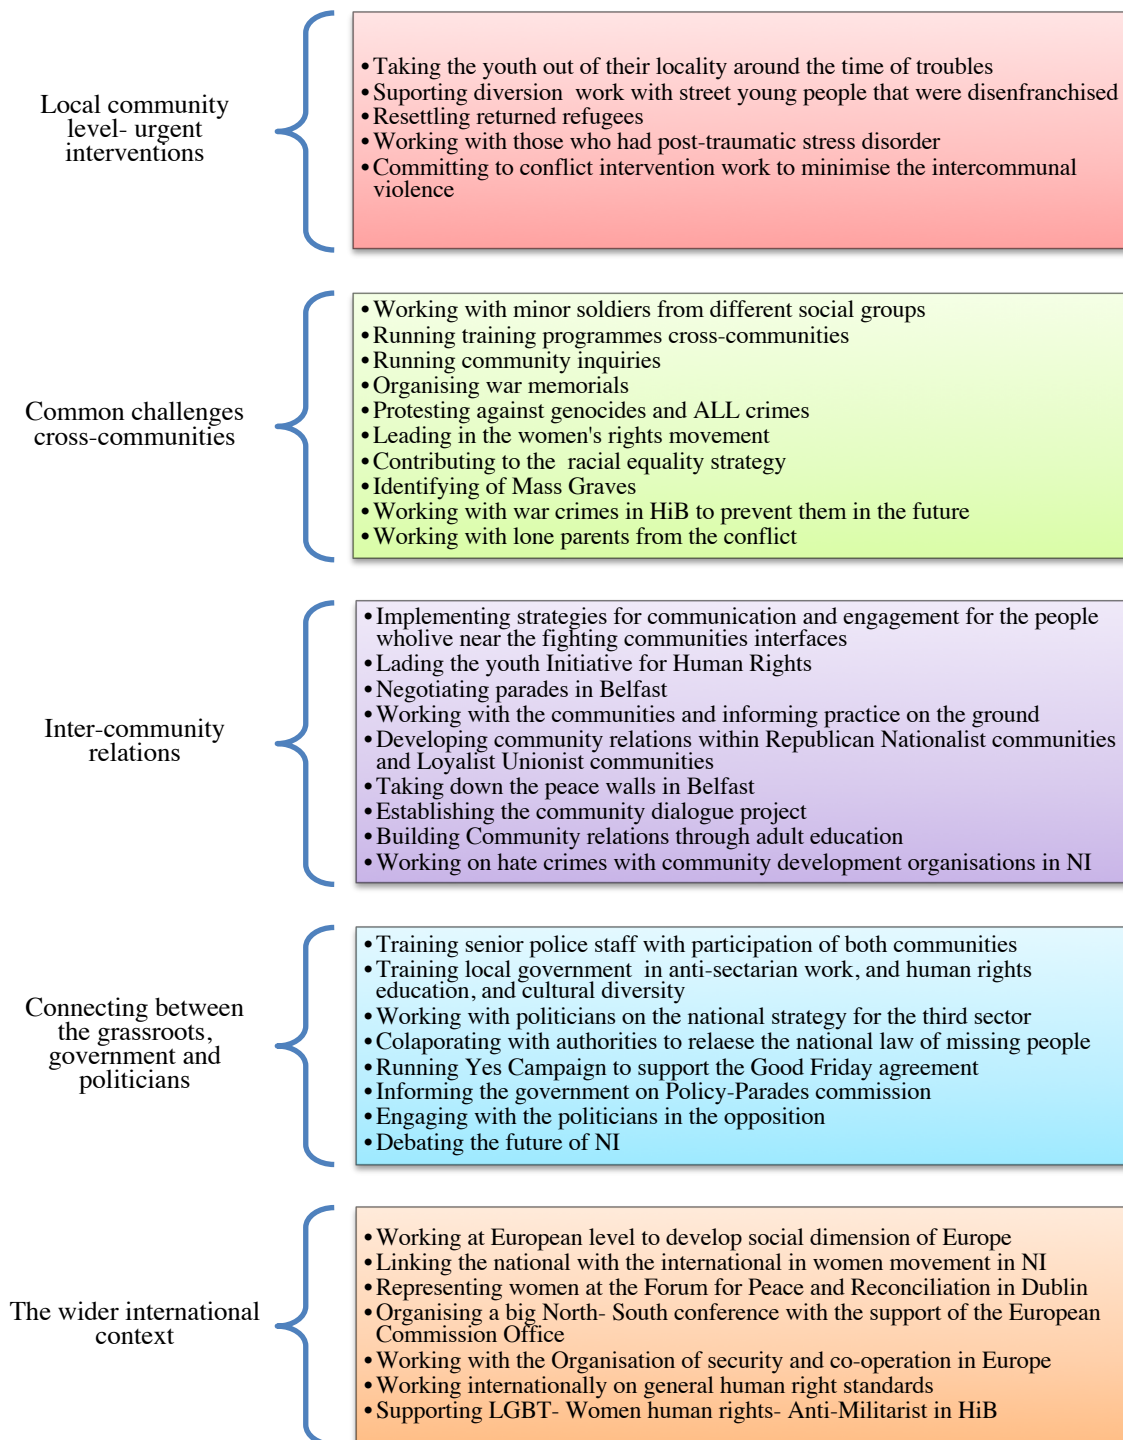 Local community
level- urgent
interventions
•Taking the youth out of their locality around the time of troubles
•Suporting diversion  work with street young people that were disenfranchised
•Resettling returned refugees
•Working with those who had post-traumatic stress disorder
•Committing to conflict intervention work to minimise the intercommunal
violence
Common challenges
cross-communities
•Working with minor soldiers from different social groups
•Running training programmes cross-communities
•Running community inquiries
•Organising war memorials
•Protesting against genocides and ALL crimes
•Leading in the women's rights movement
•Contributing to the  racial equality strategy
•Identifying of Mass Graves
•Working with war crimes in HiB to prevent them in the future
•Working with lone parents from the conflict
Inter-community
relations
•Implementing strategies for communication and engagement for the people
wholive near the fighting communities interfaces
•Lading the youth Initiative for Human Rights
•Negotiating parades in Belfast
•Working with the communities and informing practice on the ground
•Developing community relations within Republican Nationalist communities
and Loyalist Unionist communities
•Taking down the peace walls in Belfast
•Establishing the community dialogue project
•Building Community relations through adult education
•Working on hate crimes with community development organisations in NI
Connecting between
the grassroots,
government and
politicians
•Training senior police staff with participation of both communities
•Training local government  in anti-sectarian work, and human rights
education, and cultural diversity
•Working with politicians on the national strategy for the third sector
•Colaporating with authorities to relaese the national law of missing people
•Running Yes Campaign to support the Good Friday agreement
•Informing the government on Policy-Parades commission
•Engaging with the politicians in the opposition
•Debating the future of NI
The wider international
context
•Working at European level to develop social dimension of Europe
•Linking the national with the international in women movement in NI
•Representing women at the Forum for Peace and Reconciliation in Dublin
•Organising a big North- South conference with the support of the European
Commission Office
•Working with the Organisation of security and co-operation in Europe
•Working internationally on general human right standards
•Supporting LGBT- Women human rights- Anti-Militarist in HiB